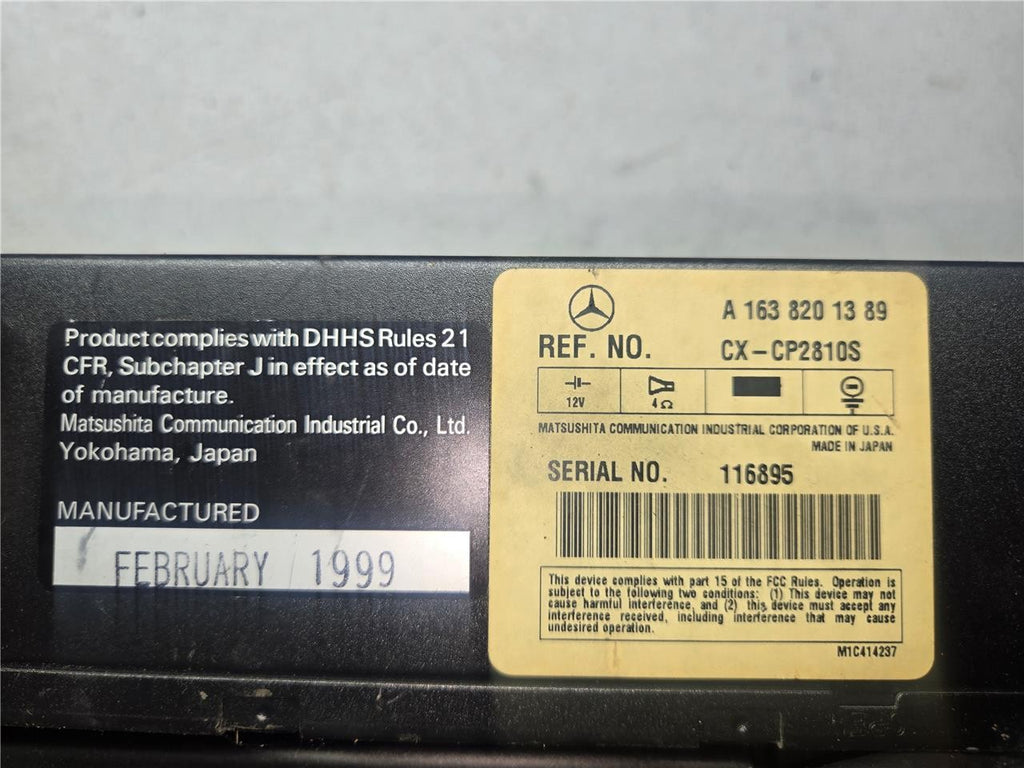 Product complies with DHHS Rules 21
CFR, Subchapter J in effect as of date
of manufacture.
Matsushita Communication Industrial Co., Ltd.
Yokohama, Japan
MANUFACTURED
FEBRUARY 1999
A 163 820 13 89
REF. NO. CX-CP2810S
12V 4Ω
MATSUSHITA COMMUNICATION INDUSTRIAL CORPORATION OF U.S.A.
MADE IN JAPAN
SERIAL NO. 116895
This device complies with part 15 of the FCC Rules. Operation is
subject to the following two conditions: (1) This device may not
cause harmful interference, and (2) this device must accept any
interference received, including interference that may cause
undesired operation.
M1C414237